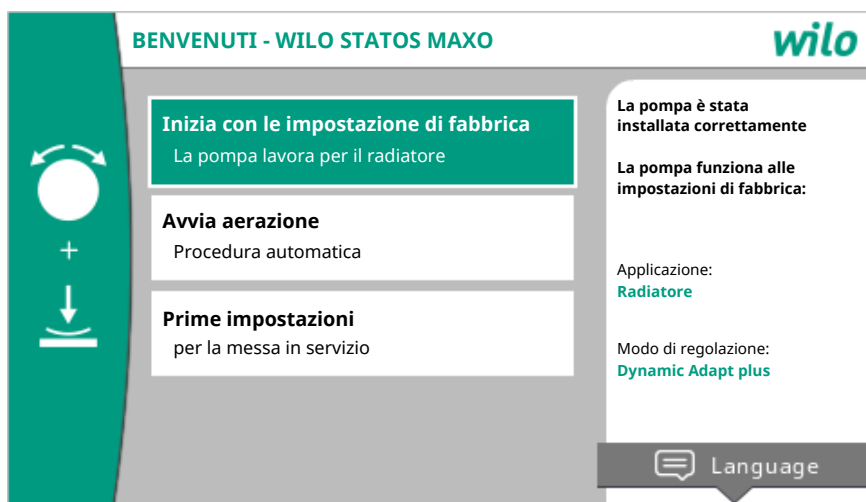 BENVENUTI - WILO STATOS MAXO
wilo
Inizia con le impostazione di fabbrica
La pompa lavora per il radiatore
Avvia aerazione
Procedura automatica
Prime impostazioni
per la messa in servizio
La pompa è stata
installata correttamente
La pompa funziona alle
impostazioni di fabbrica:
Applicazione:
Radiatore
Modo di regolazione:
Dynamic Adapt plus
Language